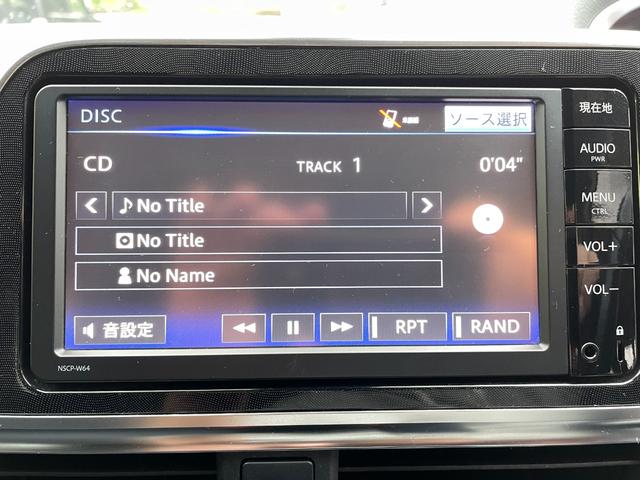 DISC
ソース選択
CD TRACK 1 0'04"
No Title
No Title
No Name
音設定 RPT RAND
NSCP-W64
現在地
AUDIO
PWR
MENU
CTRL
VOL+
VOL−